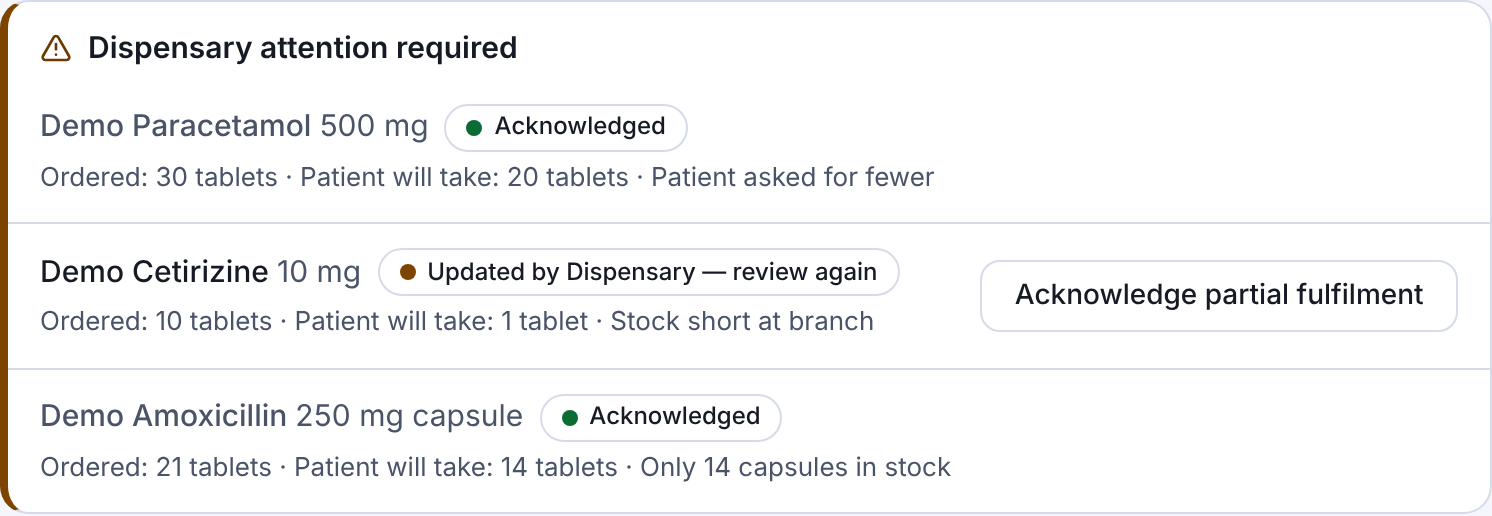 Dispensary attention required
Demo Paracetamol 500 mg Acknowledged
Ordered: 30 tablets · Patient will take: 20 tablets · Patient asked for fewer
Demo Cetirizine 10 mg Updated by Dispensary — review again
Acknowledge partial fulfilment
Ordered: 10 tablets · Patient will take: 1 tablet · Stock short at branch
Demo Amoxicillin 250 mg capsule Acknowledged
Ordered: 21 tablets · Patient will take: 14 tablets · Only 14 capsules in stock